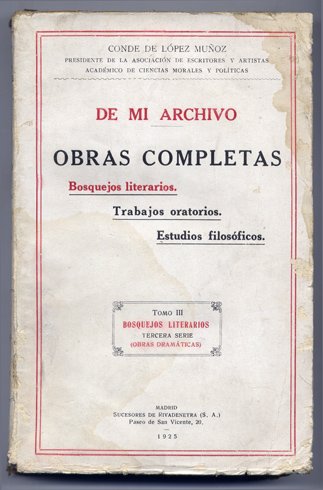 CONDE DE LÓPEZ MUÑOZ
PRESIDENTE DE LA ASOCIACIÓN DE ESCRITORES Y ARTISTAS
ACADÉMICO DE CIENCIAS MORALES Y POLÍTICAS
DE MI ARCHIVO
OBRAS COMPLETAS
Bosquejos literarios.
Trabajos oratorios.
Estudios filosóficos.
TOMO III
BOSQUEJOS LITERARIOS
TERCERA SERIE
(OBRAS DRAMÁTICAS)
MADRID
SUCESORES DE RIVADENEYRA (S. A.)
Paseo de San Vicente, 20.
1925